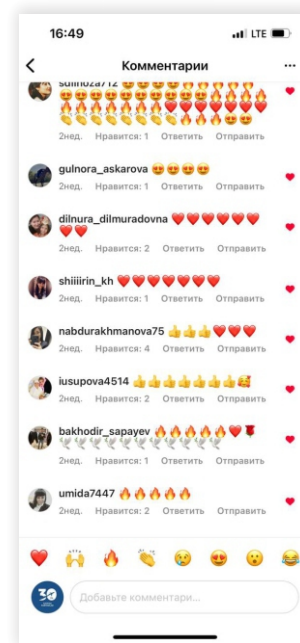 16:49 LTE
Комментарии
gulnora_askarova 😍😍😍😍
2нед. Нравится: 1 Ответить Отправить
2нед. Нравится: 1 Ответить Отправить
dilnura_dilmuradovna ❤️❤️❤️❤️❤️❤️
❤️❤️
2нед. Нравится: 2 Ответить Отправить
shiiiirin_kh ❤️❤️❤️❤️❤️❤️❤️
2нед. Нравится: 1 Ответить Отправить
nabdurakhmanova75 👍👍👍❤️❤️❤️
2нед. Нравится: 4 Ответить Отправить
iusupova4514 👍👍👍👍👍👍👍🥰
2нед. Нравится: 2 Ответить Отправить
bakhodir_sapayev 🔥🔥🔥🔥🔥❤️🌹
🕊🕊🕊🕊🕊🕊🕊🕊🕊🕊
2нед. Нравится: 1 Ответить Отправить
umida7447 🔥🔥🔥🔥🔥
2нед. Нравится: 2 Ответить Отправить
❤️ 🙌 🔥 👏 😢 😍 😮 😂
30
Добавьте комментари...